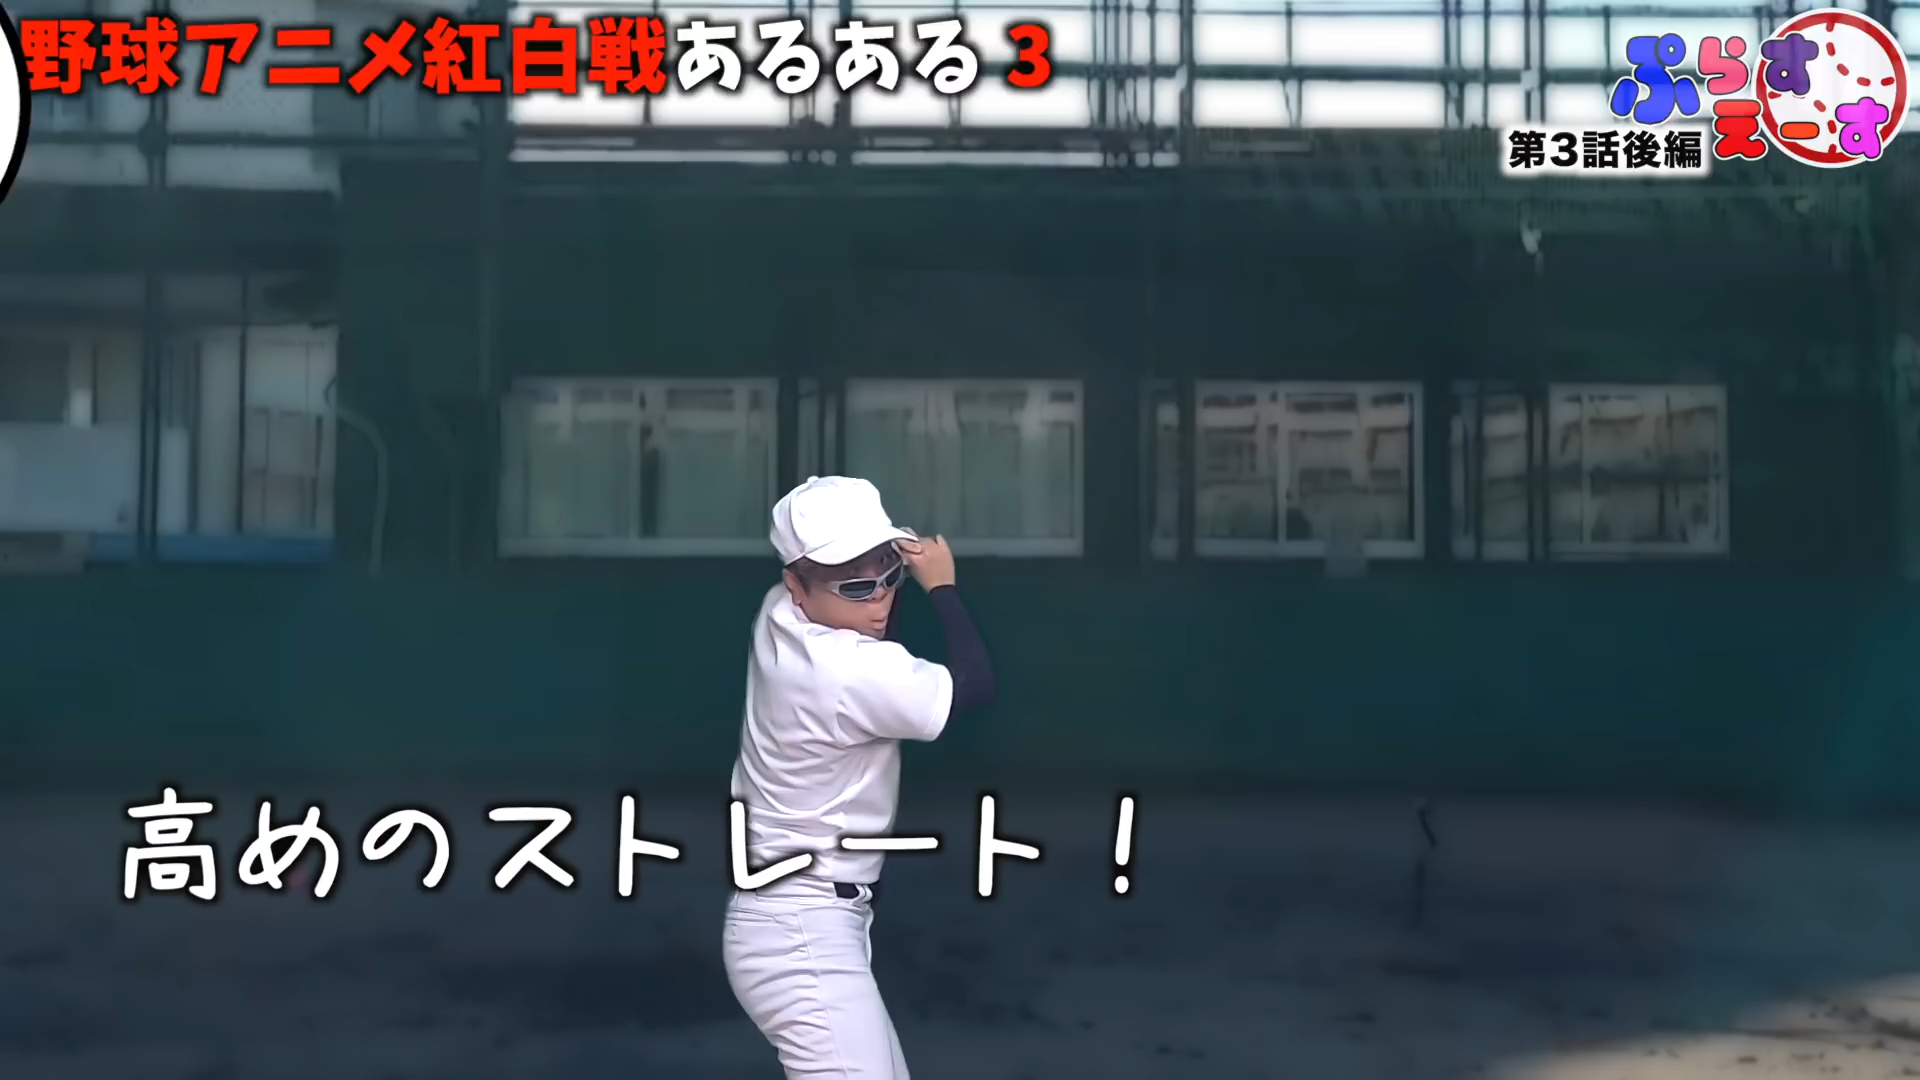 野球アニメ紅白戦あるある3
ぷらす
えーす
第3話後編
高めのストレート！